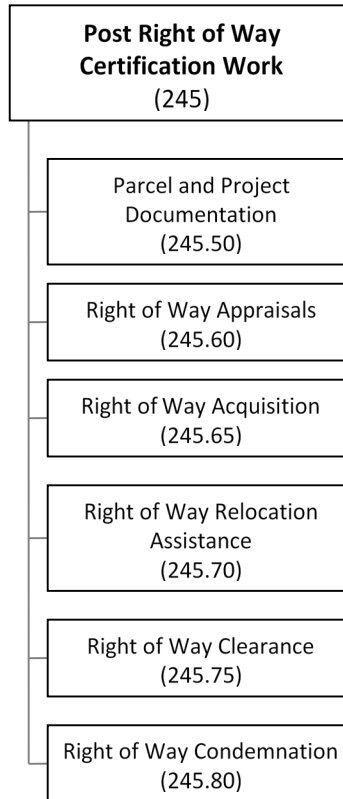 Post Right of Way
Certification Work
(245)
Parcel and Project
Documentation
(245.50)
Right of Way Appraisals
(245.60)
Right of Way Acquisition
(245.65)
Right of Way Relocation
Assistance
(245.70)
Right of Way Clearance
(245.75)
Right of Way Condemnation
(245.80)